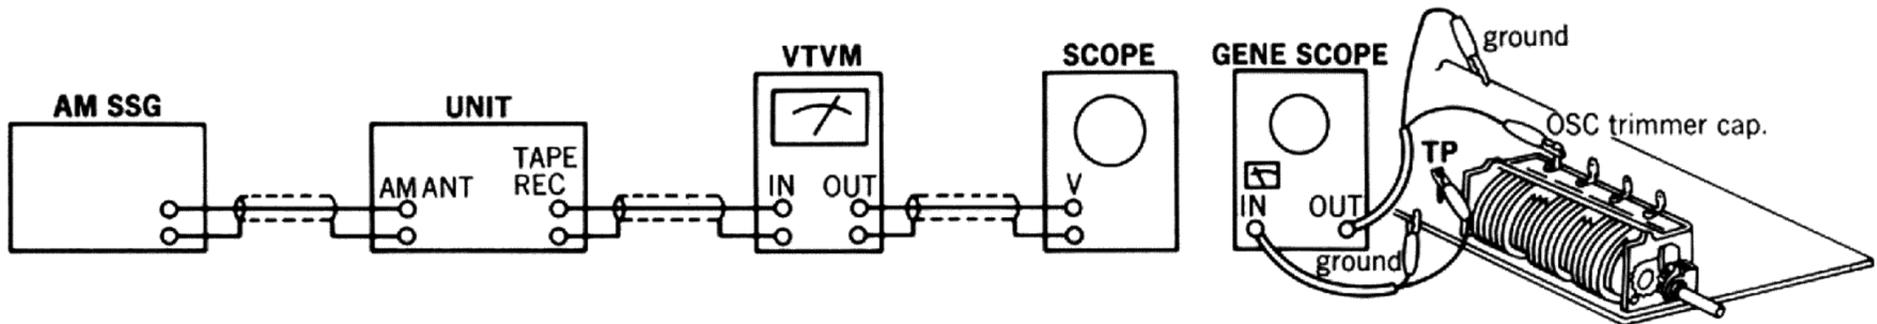 AM SSG
AM ANT
UNIT
TAPE
REC
VTVM
IN
OUT
SCOPE
V
GENE SCOPE
IN
OUT
ground
ground
OSC trimmer cap.
TP